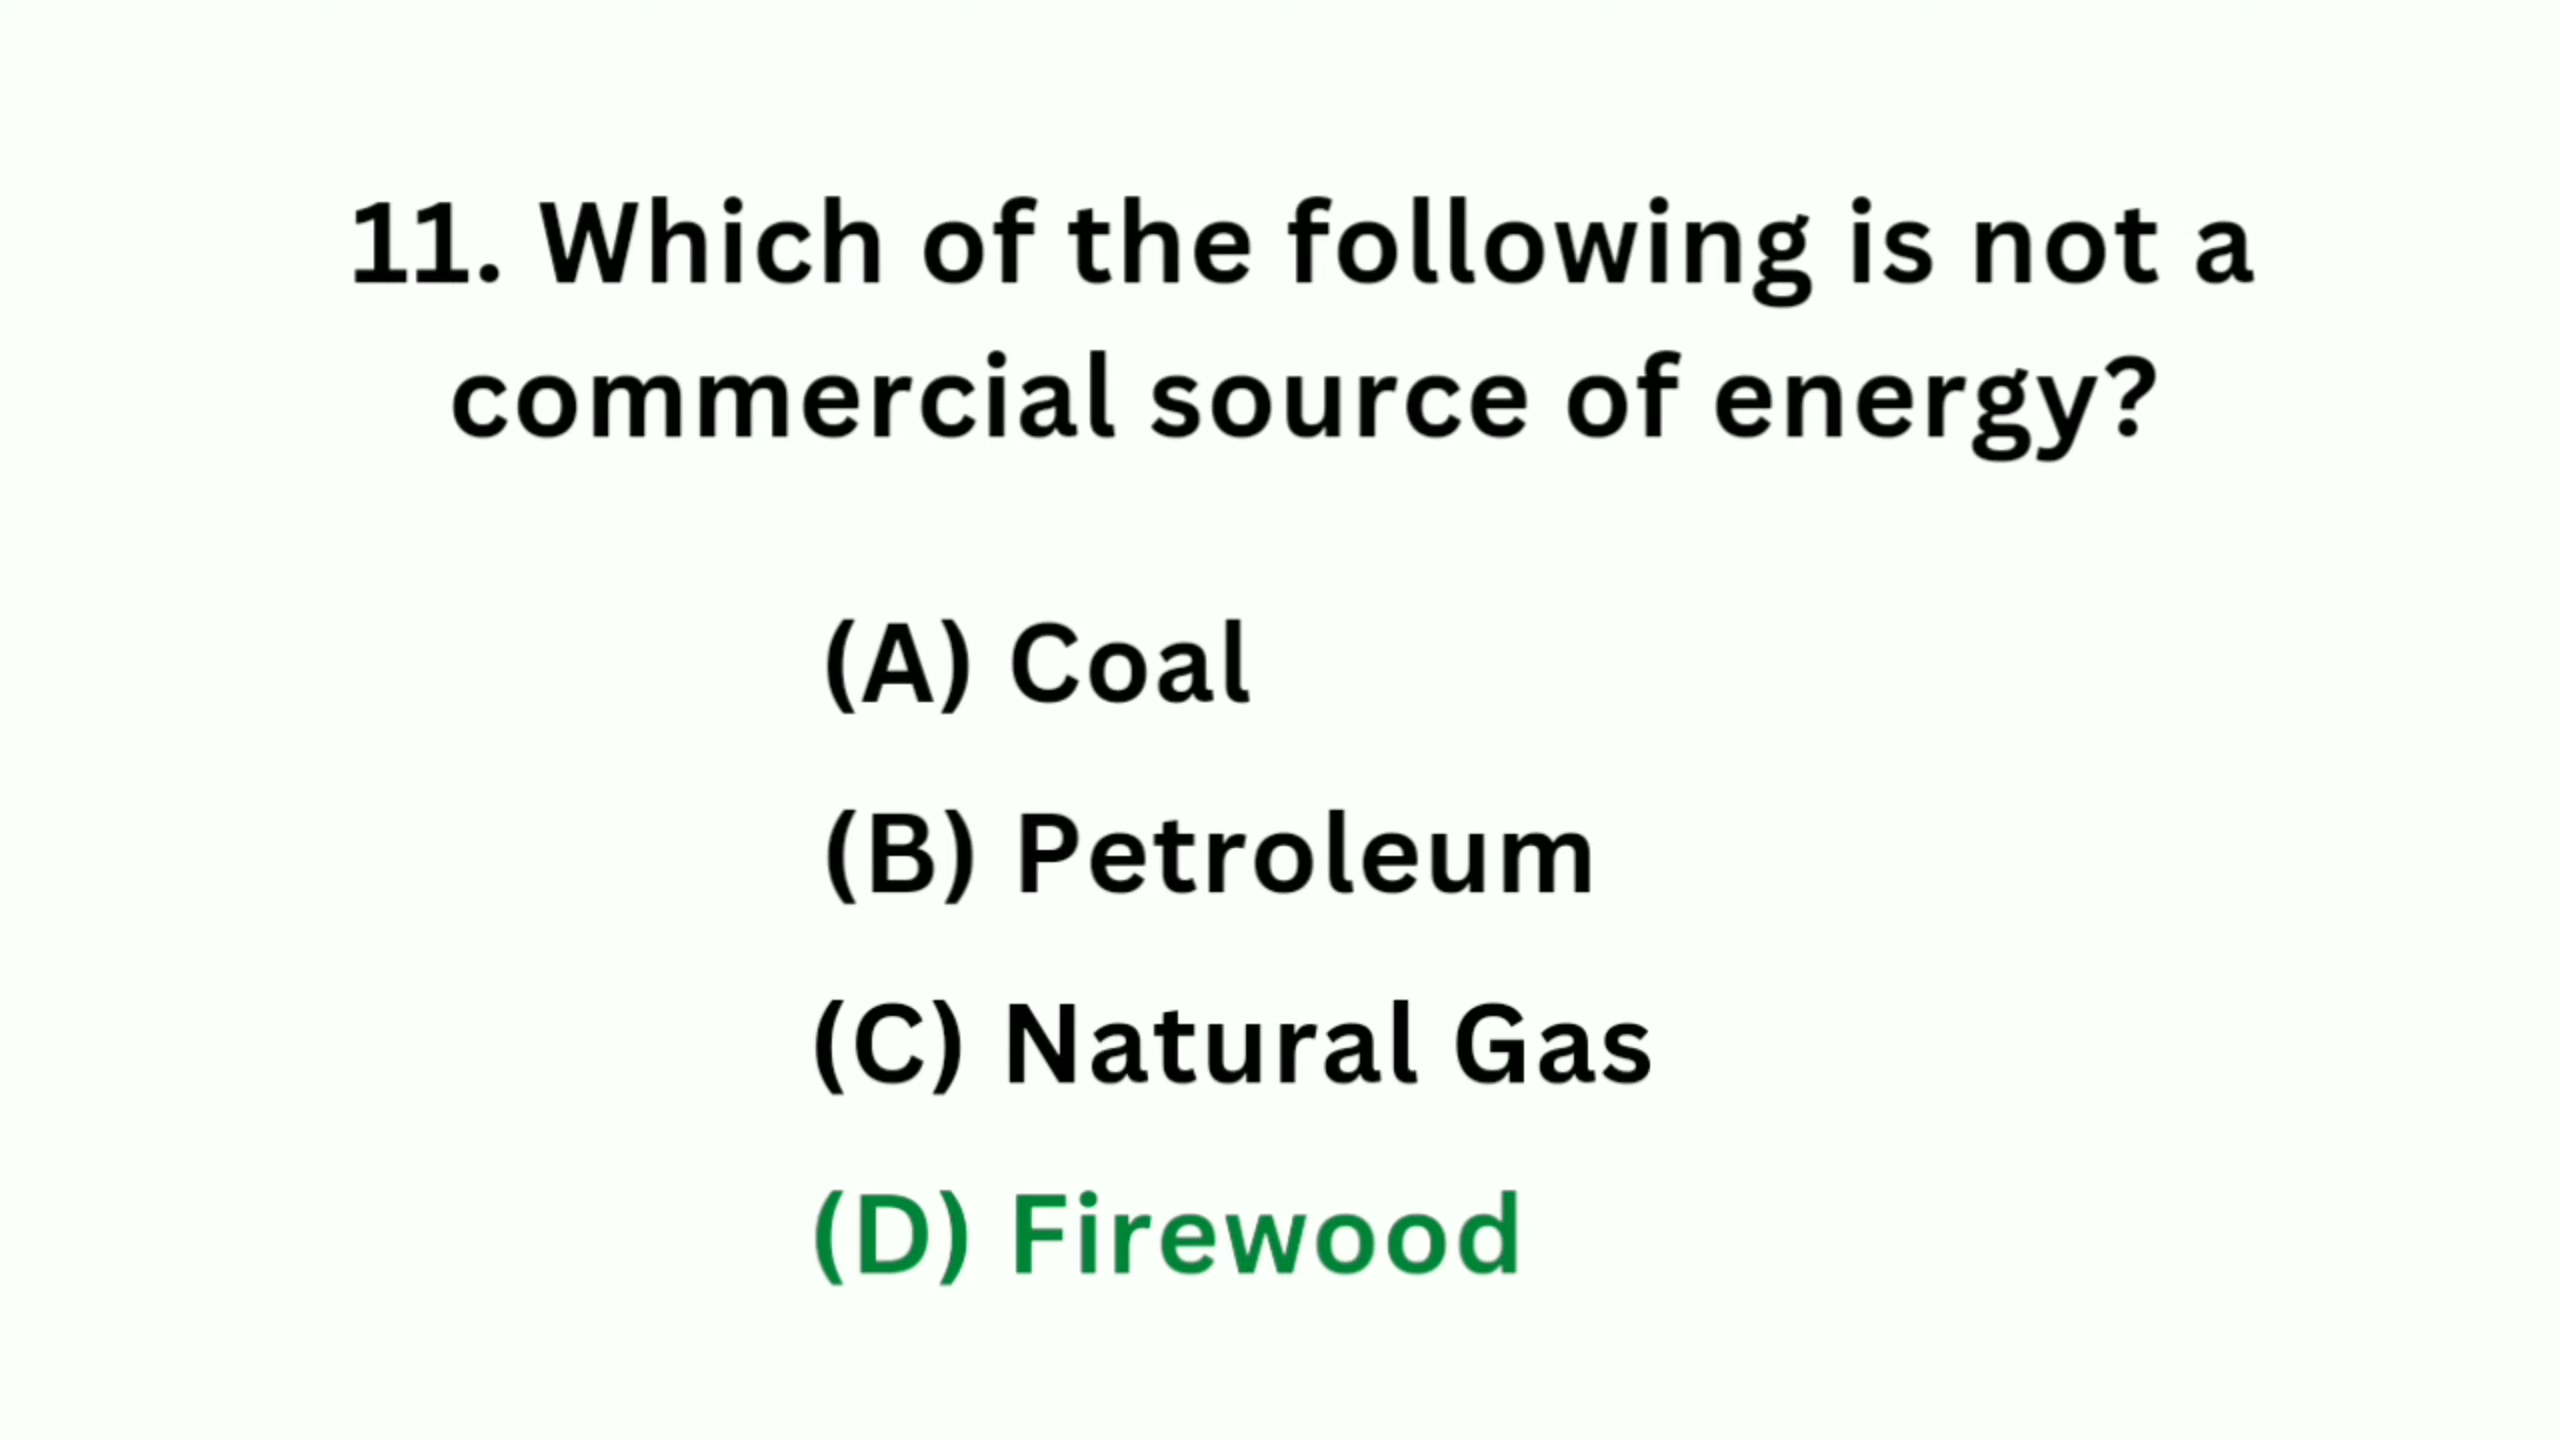 11. Which of the following is not a
commercial source of energy?
(A) Coal
(B) Petroleum
(C) Natural Gas
(D) Firewood